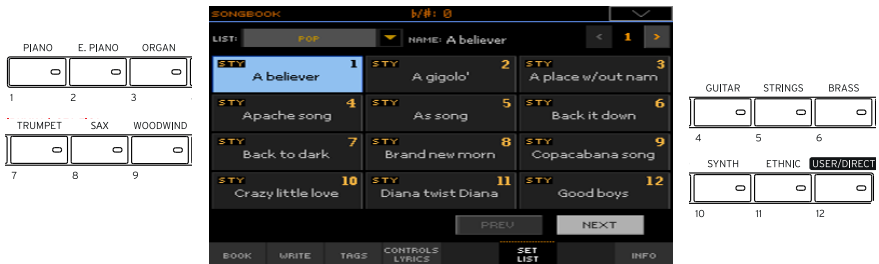 SONGBOOK b/#: 0
LIST: POP NAME: A believer < 1 >
STY 1 STY 2 STY 3
A believer A gigolo' A place w/out nam
STY 4 STY 5 STY 6
Apache song As song Back it down
STY 7 STY 8 STY 9
Back to dark Brand new morn Copacabana song
STY 10 STY 11 STY 12
Crazy little love Diana twist Diana Good boys
PREV NEXT
BOOK WRITE TAGS CONTROLS LYRICS SET LIST INFO
PIANO E. PIANO ORGAN
1 2 3
TRUMPET SAX WOODWIND
7 8 9
GUITAR STRINGS BRASS
4 5 6
SYNTH ETHNIC USER/DIRECT
10 11 12